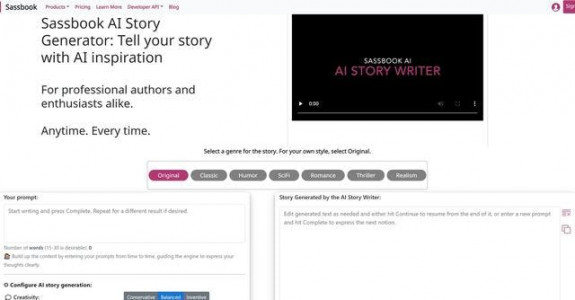 Sassbook Products Pricing Learn More Developer API Blog
Sassbook AI Story
Generator: Tell your story
with AI inspiration
For professional authors and
enthusiasts alike.
Anytime. Every time.
SASSBOOK AI
AI STORY WRITER
0:00
Select a genre for the story. For your own style, select Original.
Original Classic Humor SciFi Romance Thriller Realism
Your prompt:
Start writing and press Complete. Repeat for a different result if desired.
Number of words (15..40 is desirable): 0
Build up the content by entering your prompts from time to time, guiding the engine to express your
thoughts clearly.
Configure AI story generation:
Creativity: Conservative Balanced Inventive
Story Generated by the AI Story Writer:
Edit generated text as needed and either hit Continue to resume from the end of it, or enter a new prompt
and hit Complete to express the next notion.